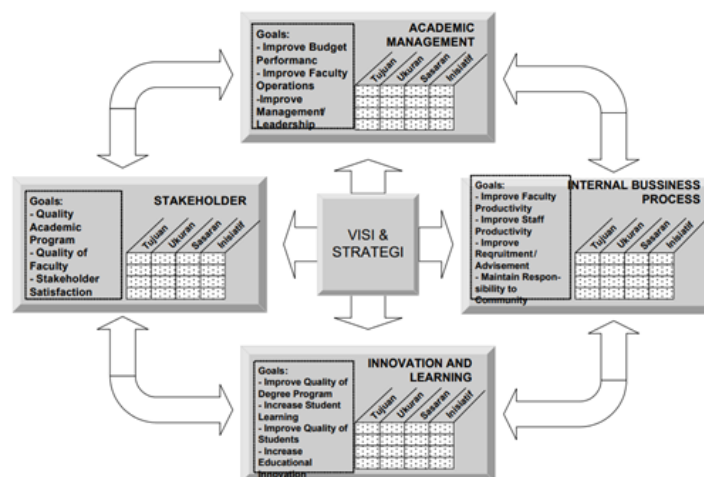 ACADEMIC
MANAGEMENT
Goals:
- Improve Budget
Performanc
- Improve Faculty
Operations
-Improve
Management/
Leadership
Tujuan
Ukuran
Sasaran
Inisiatif
STAKEHOLDER
Goals:
- Quality
Academic
Program
- Quality of
Faculty
- Stakeholder
Satisfaction
Tujuan
Ukuran
Sasaran
Inisiatif
VISI &
STRATEGI
INTERNAL BUSSINESS
PROCESS
Goals:
- Improve Faculty
Productivity
- Improve Staff
Productivity
- Improve
Reqruitment/
Advisement
- Maintain Respon-
sibility to
Community
Tujuan
Ukuran
Sasaran
Inisiatif
INNOVATION AND
LEARNING
Goals:
- Improve Quality of
Degree Program
- Increase Student
Learning
- Improve Quality of
Students
- Increase
Educational
Innovation
Tujuan
Ukuran
Sasaran
Inisiatif